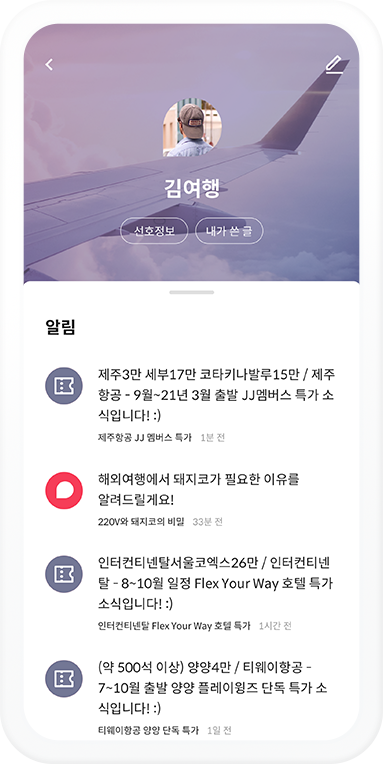 김여행
선호정보
내가 쓴 글
알림
제주3만 세부17만 코타키나발루15만 / 제주
항공 - 9월~21년 3월 출발 JJ멤버스 특가 소
식입니다! :)
제주항공 JJ 멤버스 특가 1분 전
해외여행에서 돼지코가 필요한 이유를
알려드릴게요!
220V와 돼지코의 비밀 33분 전
인터컨티넨탈서울코엑스26만 / 인터컨티넨
탈 - 8~10월 일정 Flex Your Way 호텔 특가
소식입니다! :)
인터컨티넨탈 Flex Your Way 호텔 특가 1시간 전
(약 500석 이상) 양양4만 / 티웨이항공 -
7~10월 출발 양양 플레이윙즈 단독 특가 소
식입니다! :)
티웨이항공 양양 단독 특가 1일 전